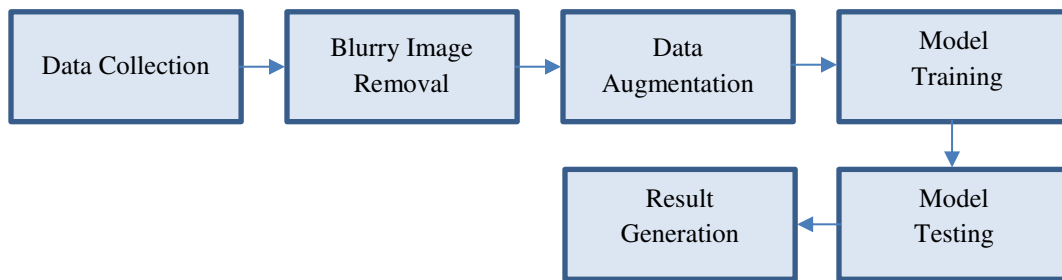 Data Collection
Blurry Image
Removal
Data
Augmentation
Model
Training
Model
Testing
Result
Generation